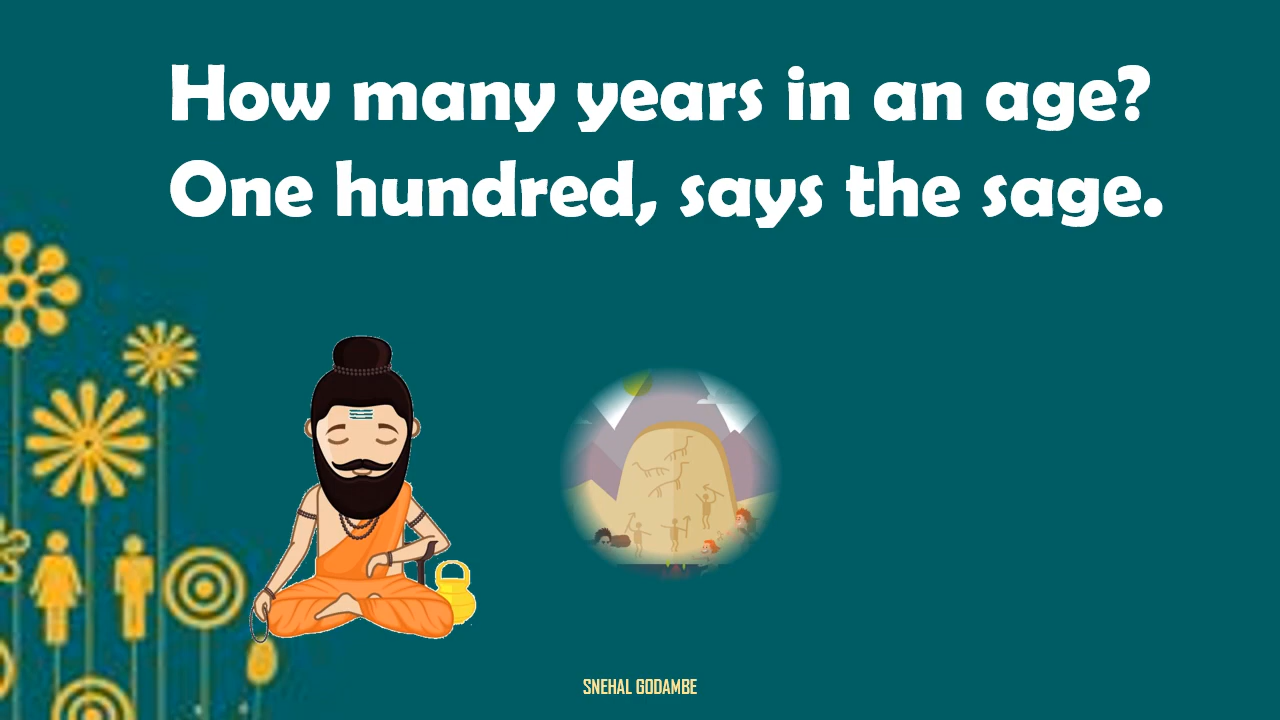 How many years in an age?
One hundred, says the sage.
SNEHAL GODAMBE